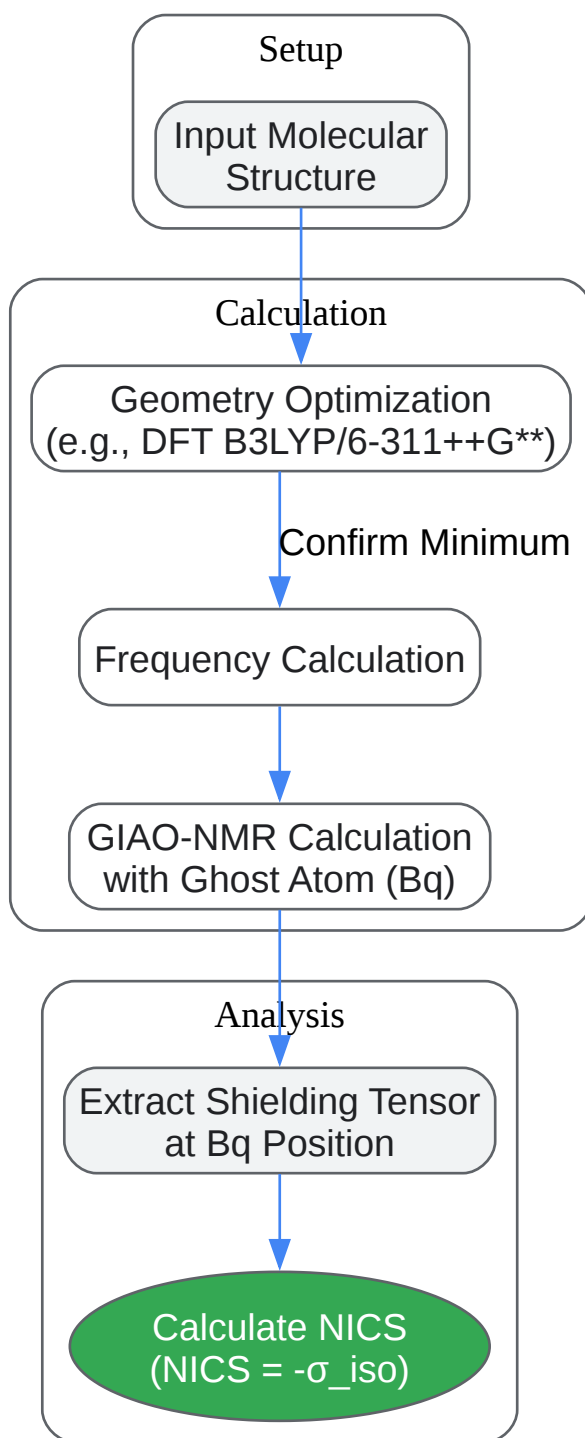 Setup
Input Molecular
Structure
Calculation
Geometry Optimization
(e.g., DFT B3LYP/6-311++G**)
Confirm Minimum
Frequency Calculation
GIAO-NMR Calculation
with Ghost Atom (Bq)
Analysis
Extract Shielding Tensor
at Bq Position
Calculate NICS
(NICS = -σ_iso)